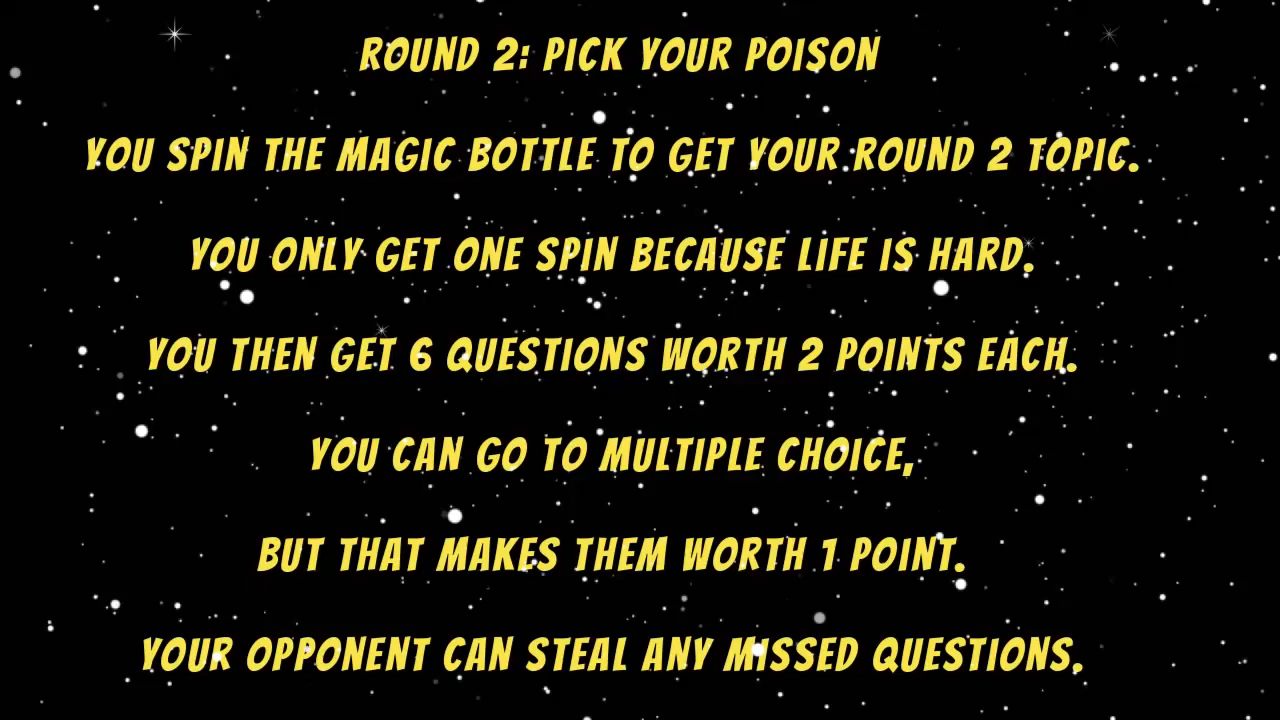 ROUND 2: PICK YOUR POISON
YOU SPIN THE MAGIC BOTTLE TO GET YOUR ROUND 2 TOPIC.
YOU ONLY GET ONE SPIN BECAUSE LIFE IS HARD.
YOU THEN GET 6 QUESTIONS WORTH 2 POINTS EACH.
YOU CAN GO TO MULTIPLE CHOICE,
BUT THAT MAKES THEM WORTH 1 POINT.
YOUR OPPONENT CAN STEAL ANY MISSED QUESTIONS.